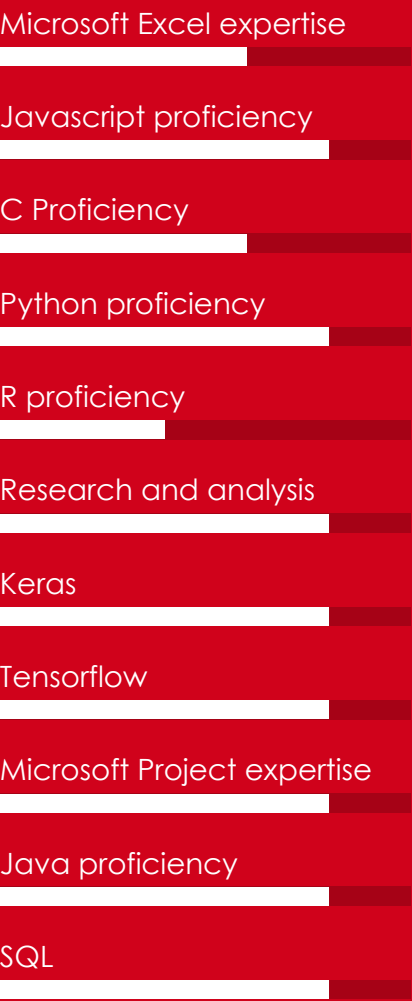 Microsoft Excel expertise
Javascript proficiency
C Proficiency
Python proficiency
R proficiency
Research and analysis
Keras
Tensorflow
Microsoft Project expertise
Java proficiency
SQL